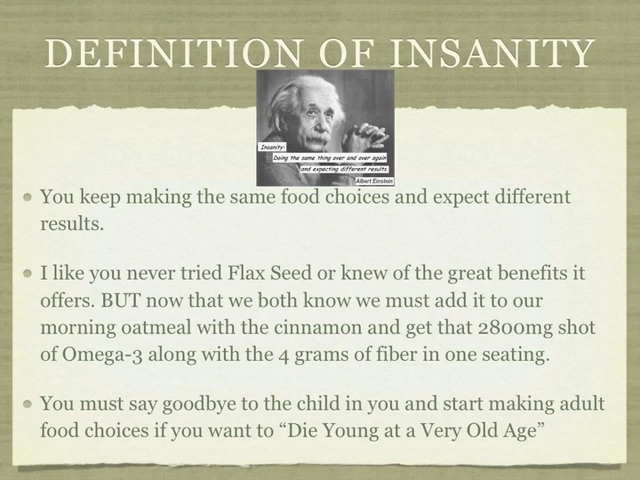 DEFINITION OF INSANITY
Insanity:
Doing the same thing over and over again
and expecting different results.
Albert Einstein
You keep making the same food choices and expect different
results.
I like you never tried Flax Seed or knew of the great benefits it
offers. BUT now that we both know we must add it to our
morning oatmeal with the cinnamon and get that 2800mg shot
of Omega-3 along with the 4 grams of fiber in one seating.
You must say goodbye to the child in you and start making adult
food choices if you want to “Die Young at a Very Old Age”